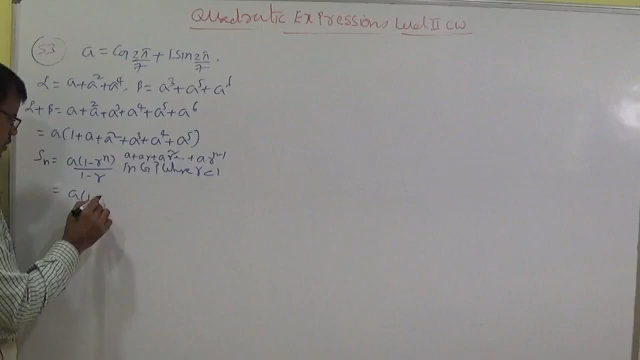 Quadratic Expressions Level II CW
53
a = Cos 2π/7 + i sin 2π/7.
α = a+a²+a⁴, β = a³+a⁵+a⁶
α+β = a+a²+a³+a⁴+a⁵+a⁶
= a(1+a+a²+a³+a⁴+a⁵)
Sₙ = a(1-rⁿ)/1-r a+ar+ar²... + ar^n-1
In GP where r<1
= a(1-